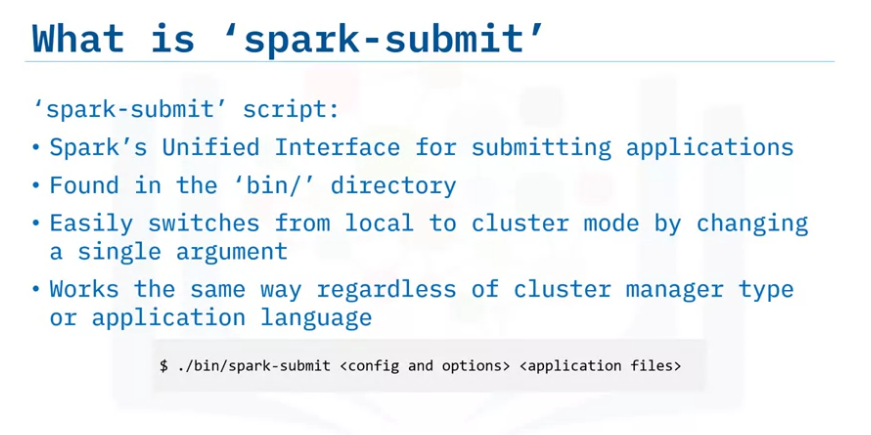 What is ‘spark-submit’
‘spark-submit’ script:
• Spark’s Unified Interface for submitting applications
• Found in the ‘bin/’ directory
• Easily switches from local to cluster mode by changing
a single argument
• Works the same way regardless of cluster manager type
or application language
$ ./bin/spark-submit <config and options> <application files>